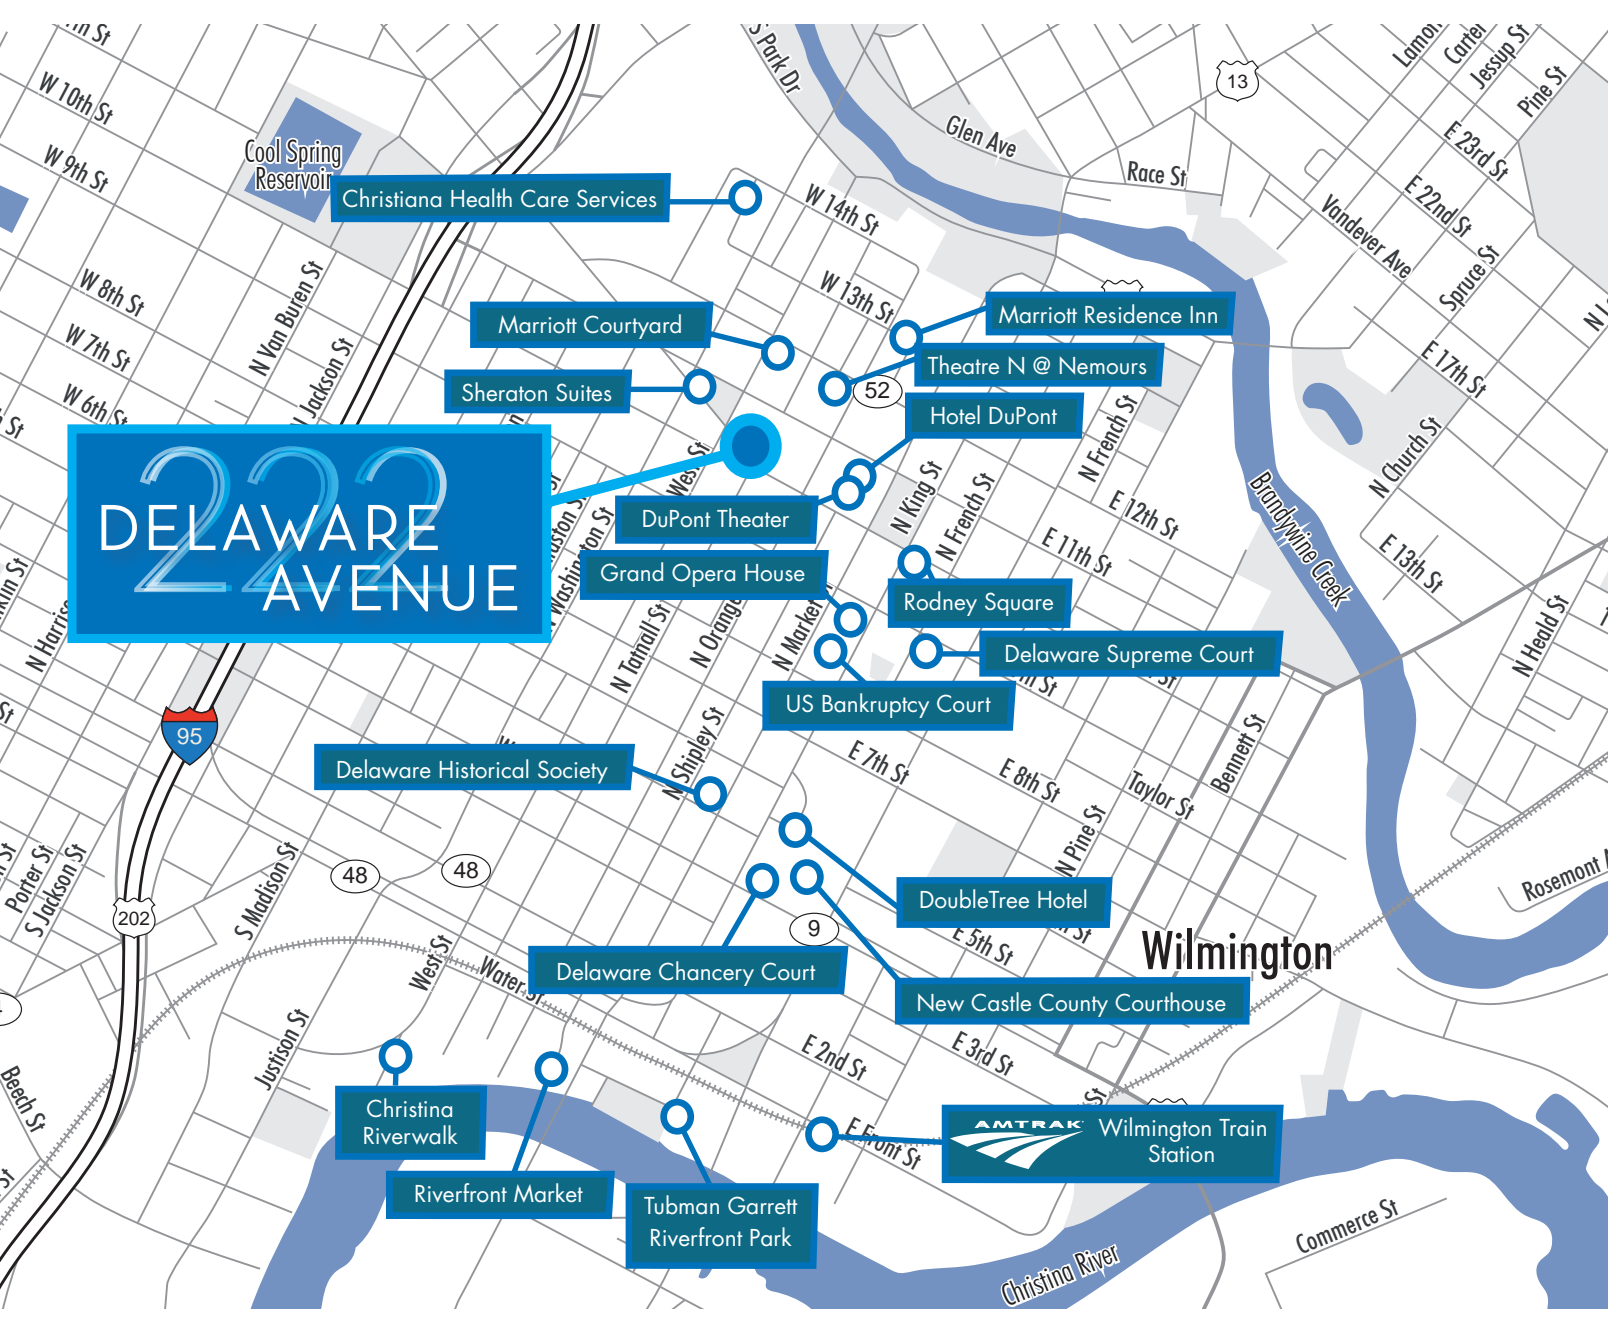 S Park Dr
Lamont
Carter
Jessup St
Pine St
13
W 10th St
Glen Ave
E 23rd St
Cool Spring
Reservoir
W 9th St
Race St
E 22nd St
Christiana Health Care Services
W 14th St
Vandever Ave
Spruce St
W 8th St
N Van Buren St
W 13th St
Marriott Residence Inn
Marriott Courtyard
W 7th St
N Jackson St
Theatre N @ Nemours
E 17th St
Sheraton Suites
52
W 6th St
Hotel DuPont
N French St
N Church St
222
DELAWARE
AVENUE
West St
N King St
N French St
E 12th St
Brandywine Creek
DuPont Theater
E 11th St
E 13th St
N Washington St
Grand Opera House
Rodney Square
N Harris
N Tatnall St
N Orange
N Market
N Heald St
Delaware Supreme Court
US Bankruptcy Court
95
N Shipley St
E 7th St
E 8th St
Taylor St
Bennett St
Delaware Historical Society
N Pine St
Porter St
S Jackson St
S Madison St
48
48
DoubleTree Hotel
Rosemont
202
9
E 5th St
Wilmington
West St
Water St
Delaware Chancery Court
New Castle County Courthouse
Justison St
E 2nd St
E 3rd St
Beech St
Christina
Riverwalk
E Front St
AMTRAK
Wilmington Train
Station
Riverfront Market
Tubman Garrett
Riverfront Park
Commerce St
Christina River